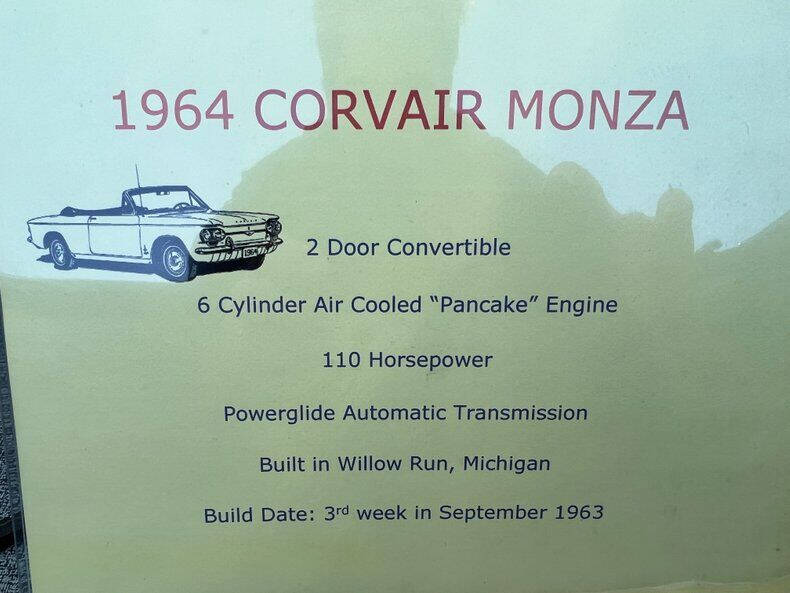 1964 CORVAIR MONZA
1964
2 Door Convertible
6 Cylinder Air Cooled “Pancake” Engine
110 Horsepower
Powerglide Automatic Transmission
Built in Willow Run, Michigan
Build Date: 3rd week in September 1963